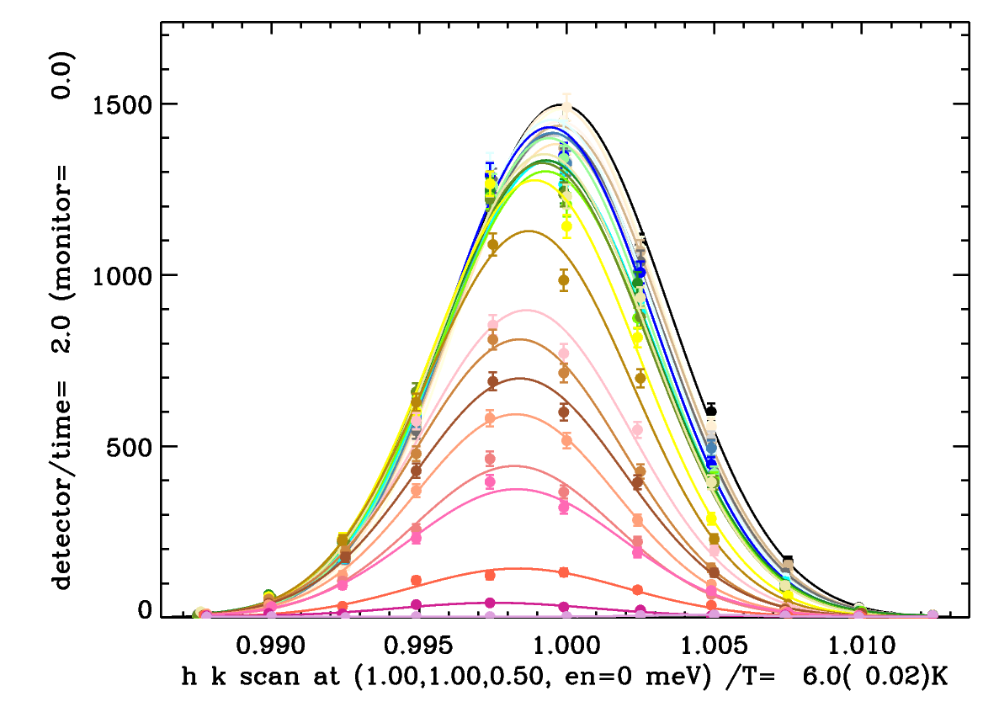 detector/time= 2.0 (monitor= 0.0)
1500
1000
500
0
0.990 0.995 1.000 1.005 1.010
h k scan at (1.00,1.00,0.50, en=0 meV) /T= 6.0( 0.02)K